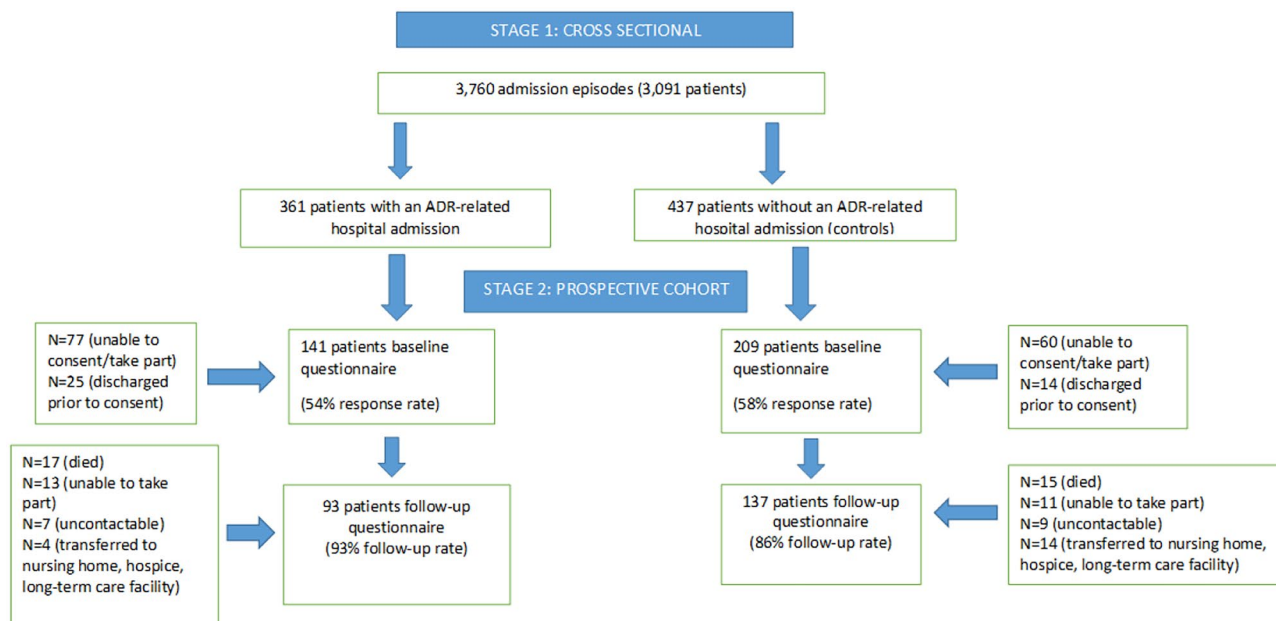 STAGE 1: CROSS SECTIONAL
3,760 admission episodes (3,091 patients)
361 patients with an ADR-related
hospital admission
437 patients without an ADR-related
hospital admission (controls)
STAGE 2: PROSPECTIVE COHORT
N=77 (unable to
consent/take part)
N=25 (discharged
prior to consent)
141 patients baseline
questionnaire
(54% response rate)
209 patients baseline
questionnaire
(58% response rate)
N=60 (unable to
consent/take part)
N=14 (discharged
prior to consent)
N=17 (died)
N=13 (unable to take
part)
N=7 (uncontactable)
N=4 (transferred to
nursing home, hospice,
long-term care facility)
93 patients follow-up
questionnaire
(93% follow-up rate)
137 patients follow-up
questionnaire
(86% follow-up rate)
N=15 (died)
N=11 (unable to take part)
N=9 (uncontactable)
N=14 (transferred to nursing home,
hospice, long-term care facility)